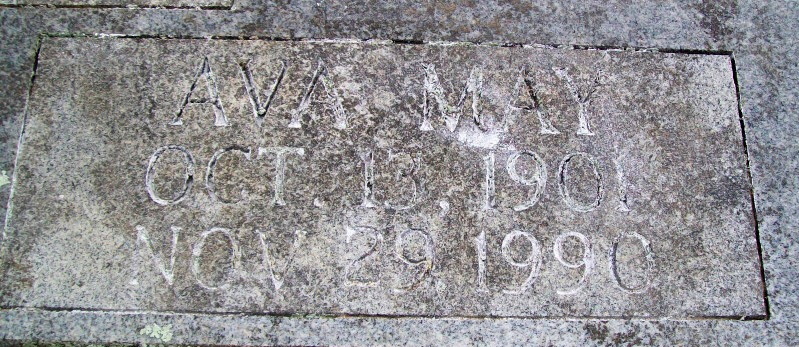 AVA MAY
OCT. 13, 1901
NOV 29 1990